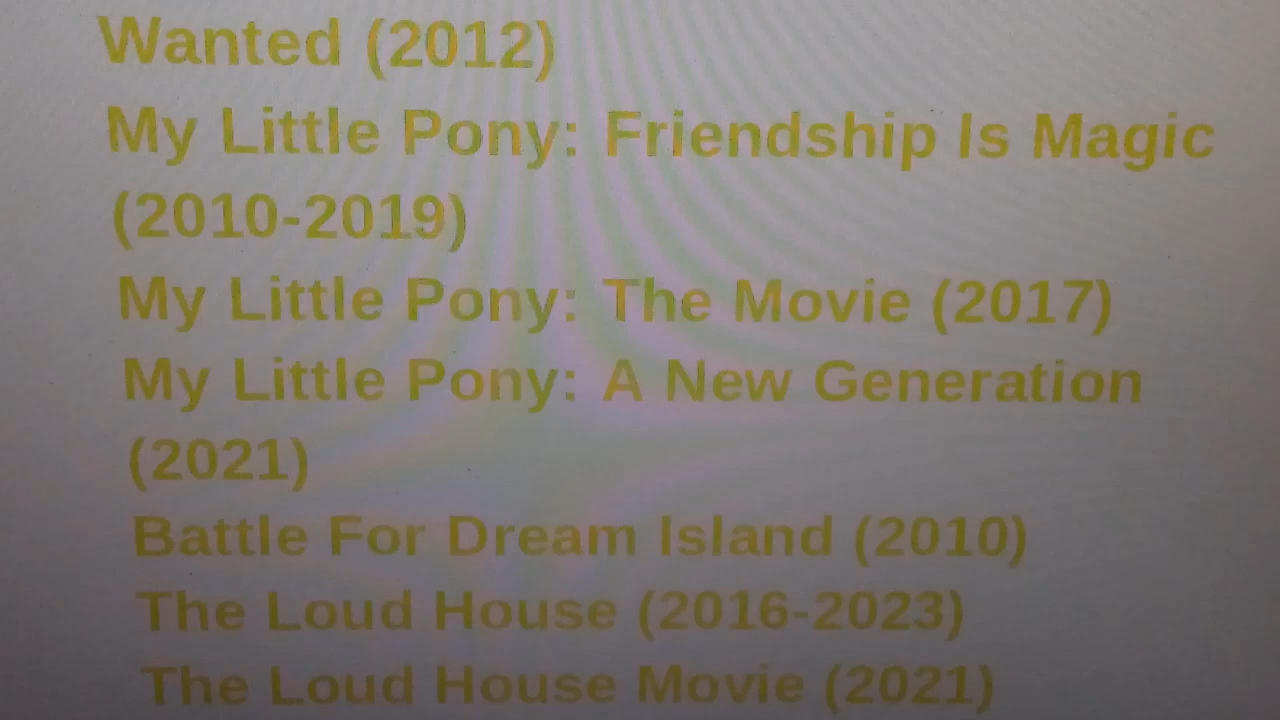 Wanted (2012)
My Little Pony: Friendship Is Magic
(2010-2019)
My Little Pony: The Movie (2017)
My Little Pony: A New Generation
(2021)
Battle For Dream Island (2010)
The Loud House (2016-2023)
The Loud House Movie (2021)